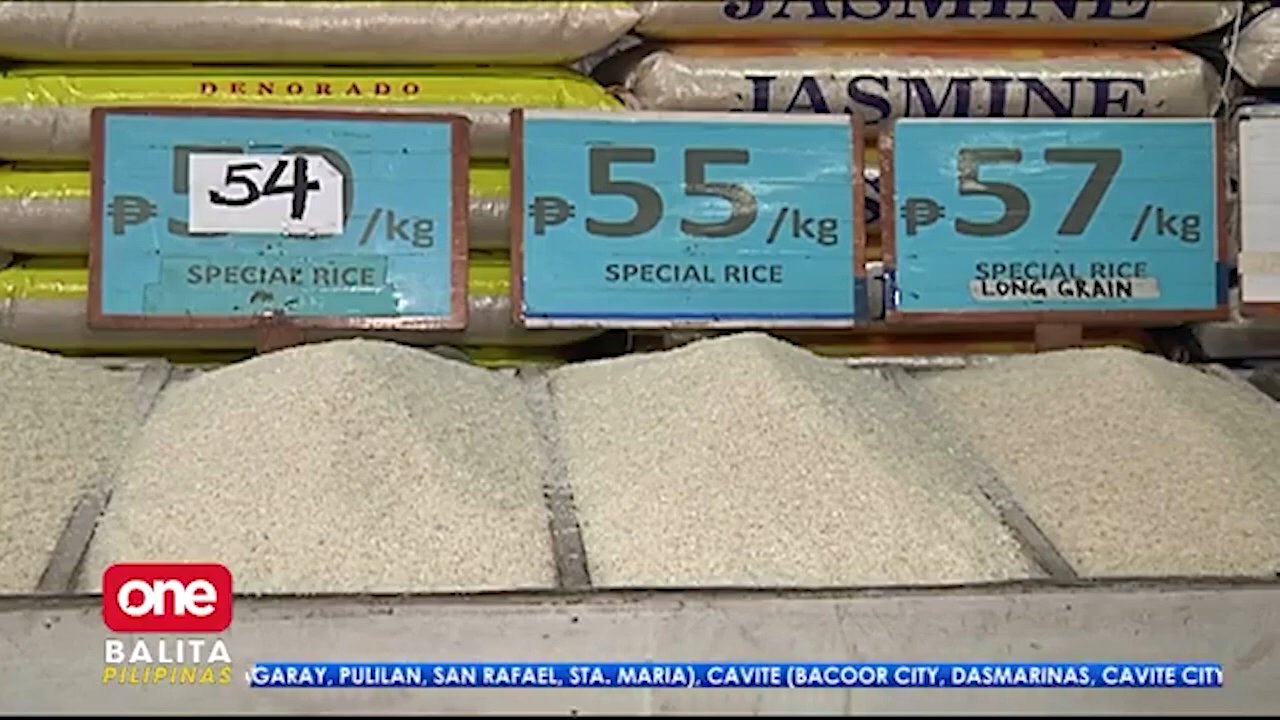 JASMINE
DENORADO
JASMINE
54
₱ /kg
SPECIAL RICE
₱55/kg
SPECIAL RICE
₱57/kg
SPECIAL RICE
LONG GRAIN
one
BALITA
PILIPINAS
GARAY, PULILAN, SAN RAFAEL, STA. MARIA), CAVITE (BACOOR CITY, DASMARINAS, CAVITE CITY